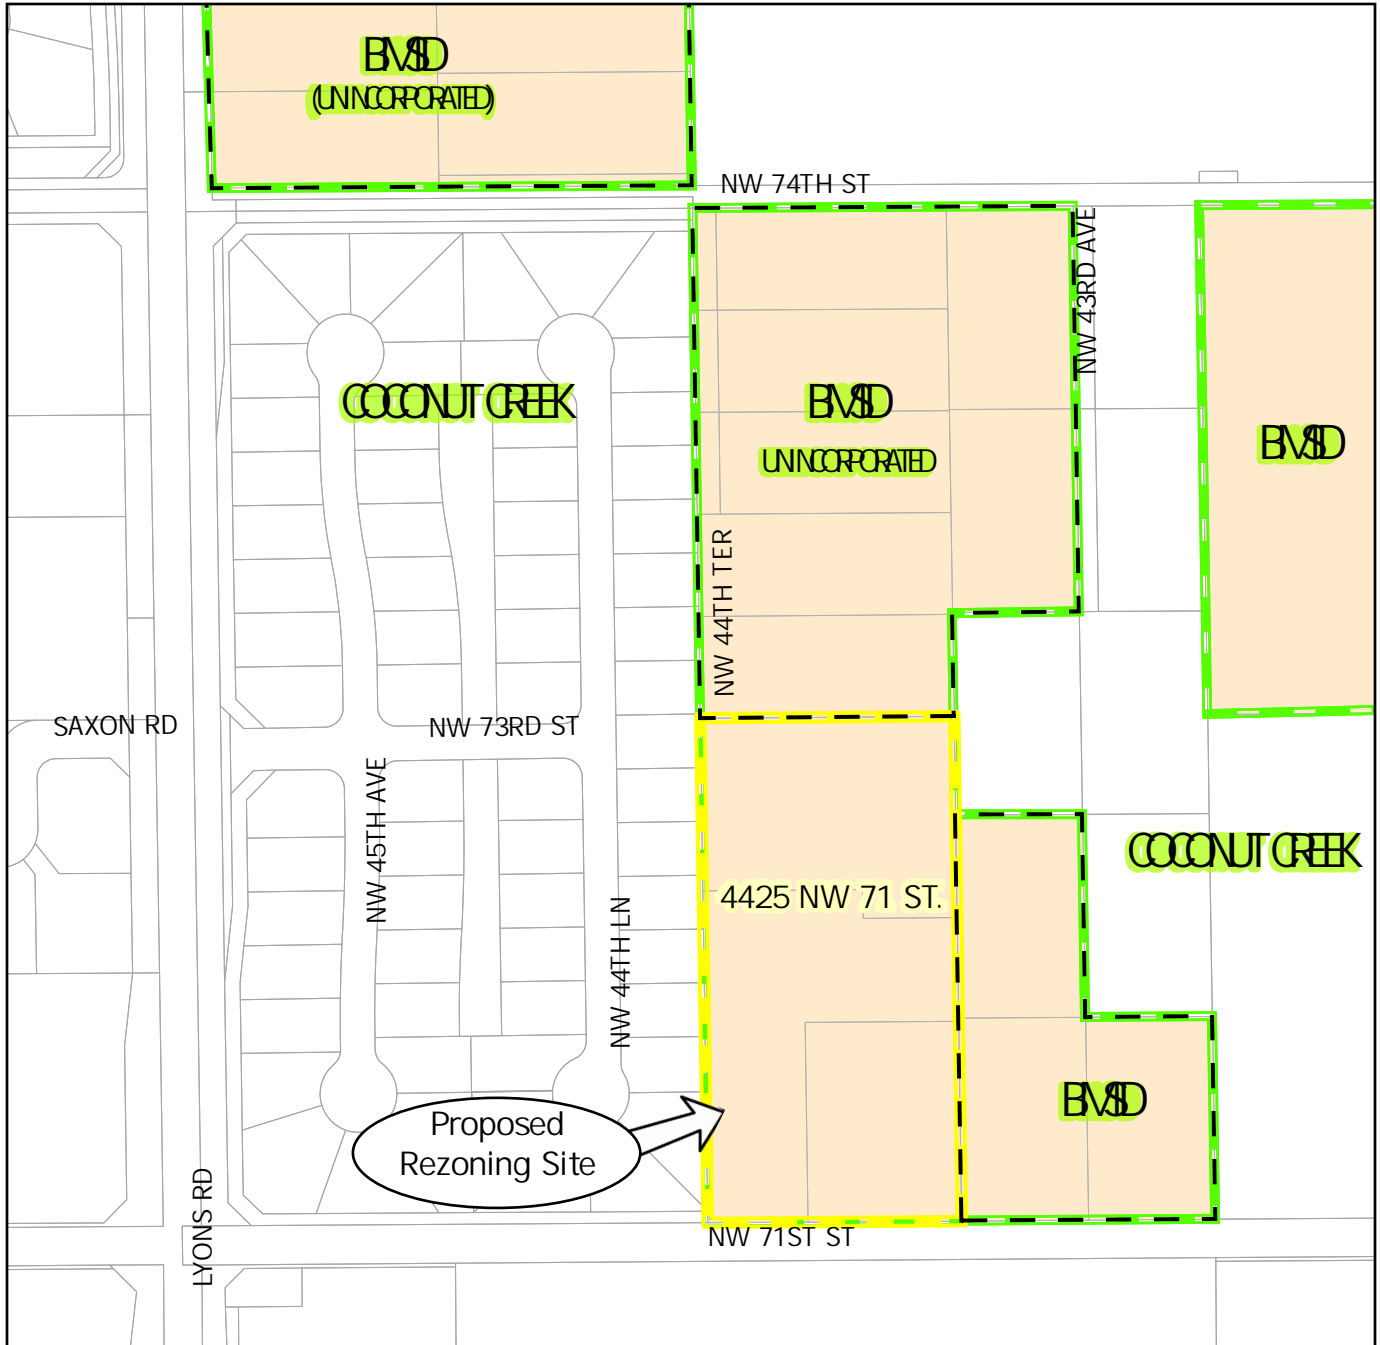 BMSD
(UNINCORPORATED)
NW 74TH ST
NW 43RD AVE
COCONUT CREEK
BMSD
UNINCORPORATED
BMSD
NW 44TH TER
SAXON RD
NW 73RD ST
NW 45TH AVE
COCONUT CREEK
4425 NW 71 ST.
NW 44TH LN
BMSD
Proposed
Rezoning Site
LYONS RD
NW 71ST ST